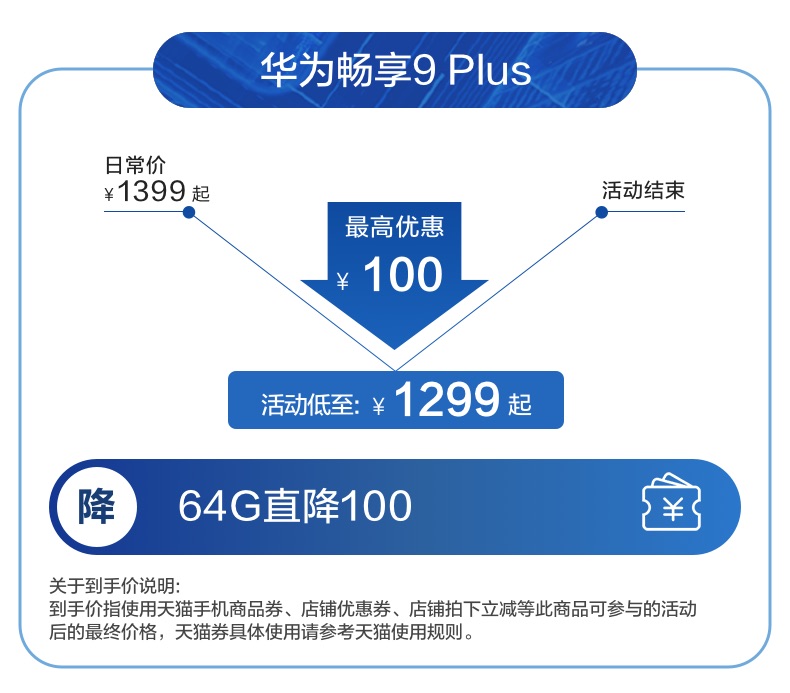 华为畅享9 Plus
日常价
¥1399起
活动结束
最高优惠
¥ 100
活动低至: ¥ 1299 起
降 64G直降100
¥
关于到手价说明:
到手价指使用天猫手机商品券、店铺优惠券、店铺拍下立减等此商品可参与的活动
后的最终价格，天猫券具体使用请参考天猫使用规则。